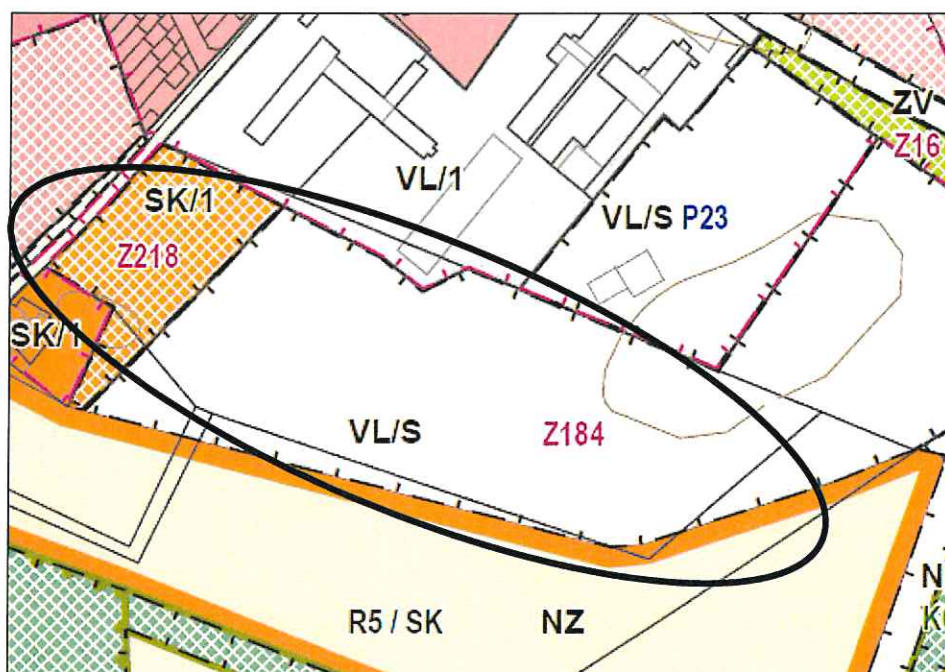 ZV
Z16
SK/1
VL/1
VL/S P23
Z218
SK/1
VL/S
Z184
R5 / SK
NZ